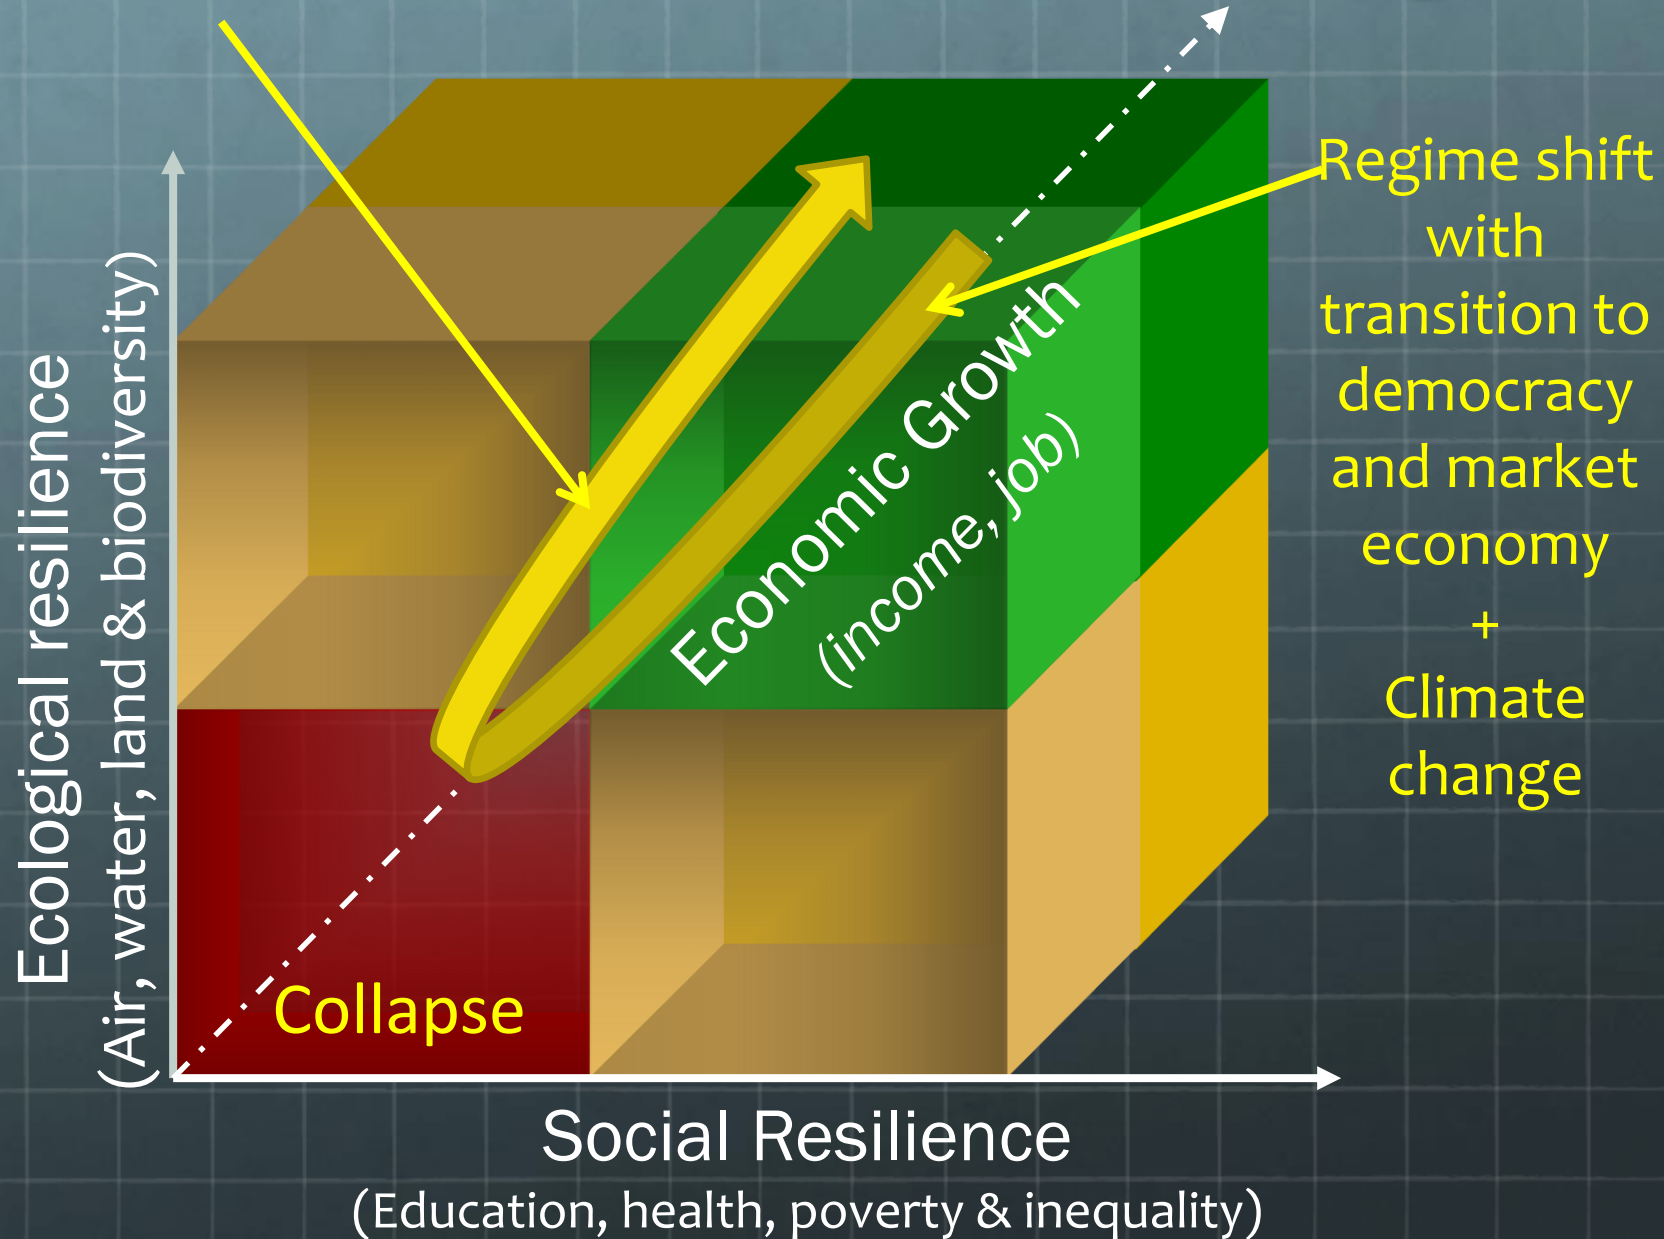 Ecological resilience
(Air, water, land & biodiversity)
Economic Growth
(income, job)
Regime shift
with
transition to
democracy
and market
economy
+
Climate
change
Collapse
Social Resilience
(Education, health, poverty & inequality)